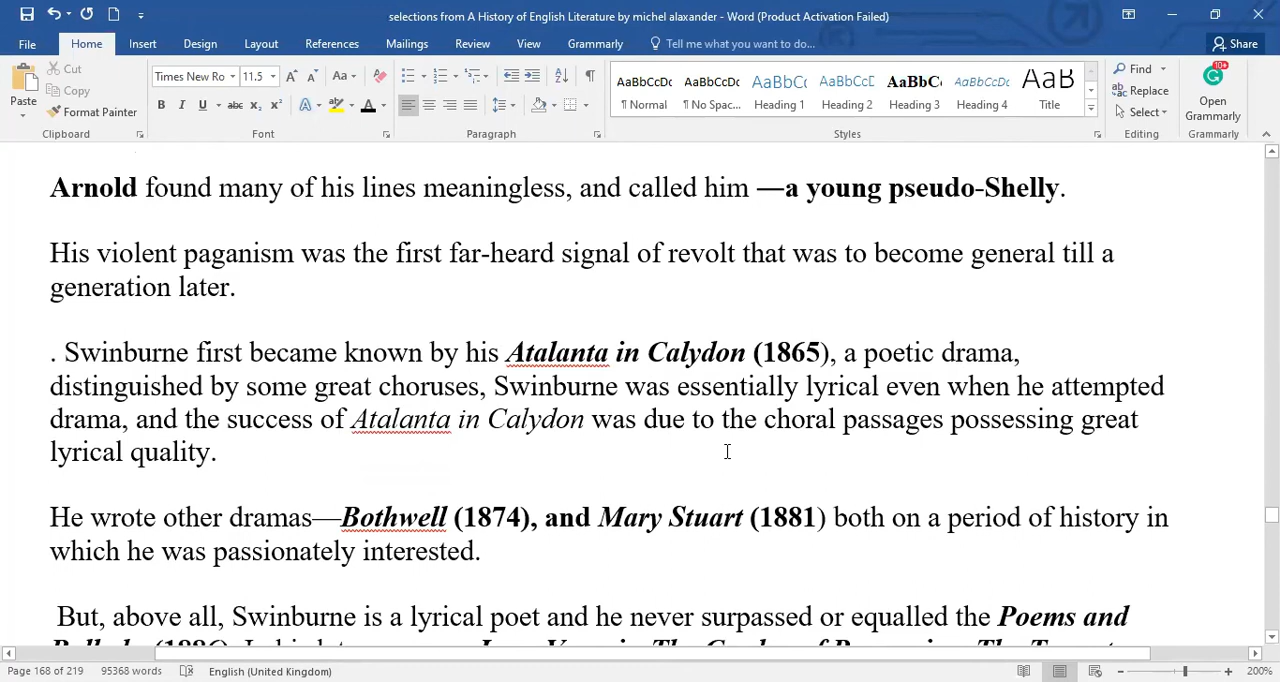 selections from A History of English Literature by michel alaxander - Word (Product Activation Failed)
File Home Insert Design Layout References Mailings Review View Grammarly Tell me what you want to do... Share
Paste Cut Copy Format Painter
Times New Ro 11.5
AaBbCcDc AaBbCcDc AaBbCc AaBbCcE AaBbC AaBbCcD AaB
¶ Normal ¶ No Spac... Heading 1 Heading 2 Heading 3 Heading 4 Title
Find Replace Select
10+ Open Grammarly
Clipboard Font Paragraph Styles Editing Grammarly
Arnold found many of his lines meaningless, and called him —a young pseudo-Shelly.
His violent paganism was the first far-heard signal of revolt that was to become general till a
generation later.
. Swinburne first became known by his Atalanta in Calydon (1865), a poetic drama,
distinguished by some great choruses, Swinburne was essentially lyrical even when he attempted
drama, and the success of Atalanta in Calydon was due to the choral passages possessing great
lyrical quality.
He wrote other dramas—Bothwell (1874), and Mary Stuart (1881) both on a period of history in
which he was passionately interested.
But, above all, Swinburne is a lyrical poet and he never surpassed or equalled the Poems and
Page 168 of 219 95368 words English (United Kingdom) 200%